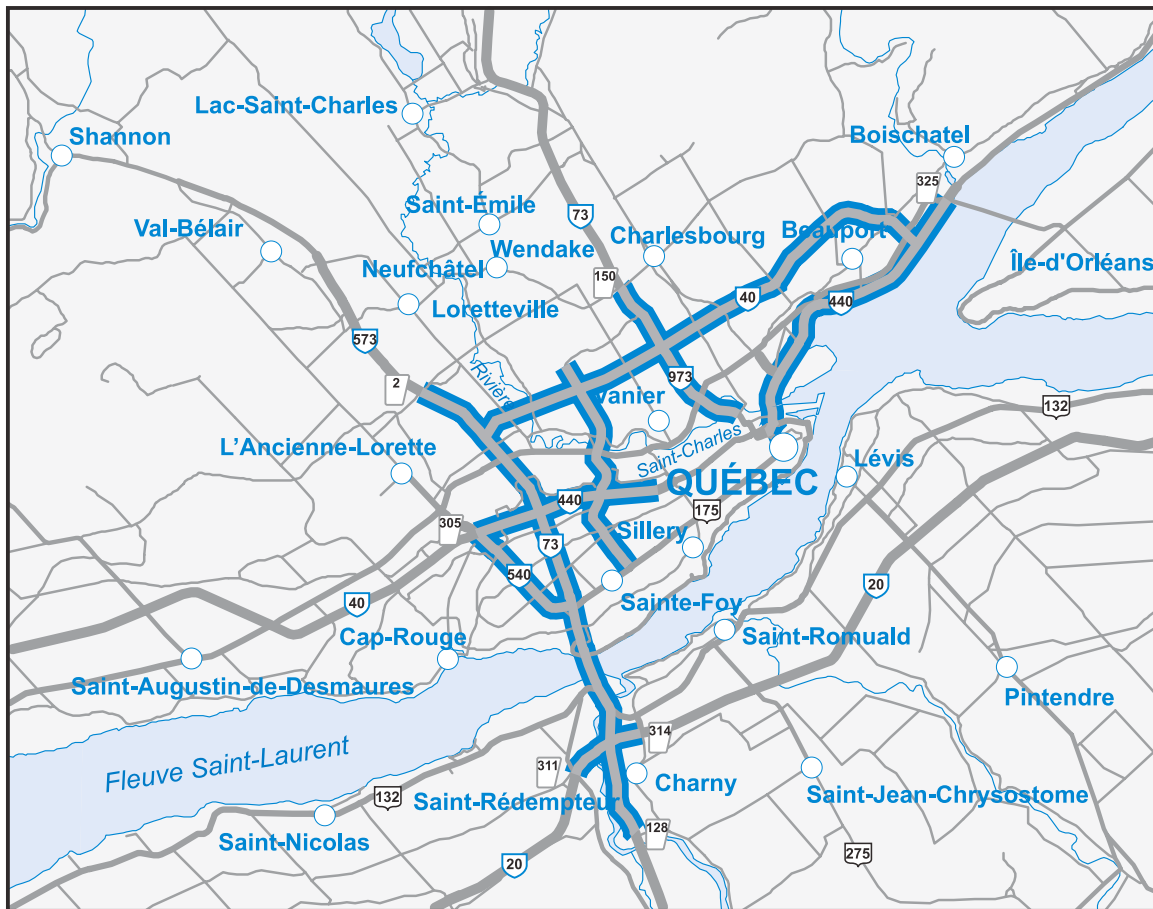 Lac-Saint-Charles
Shannon
Boischatel
325
Saint-Émile
73
Val-Bélair
Wendake
Charlesbourg
Beauport
Neufchâtel
150
Île-d'Orléans
Loretteville
40
440
573
2
Rivière
973
Vanier
132
L'Ancienne-Lorette
Saint-Charles
Lévis
QUÉBEC
440
175
305
Sillery
73
540
20
40
Sainte-Foy
Cap-Rouge
Saint-Romuald
Saint-Augustin-de-Desmaures
Pintendre
314
Fleuve Saint-Laurent
311
Charny
132
Saint-Rédempteur
Saint-Jean-Chrysostome
128
Saint-Nicolas
20
275